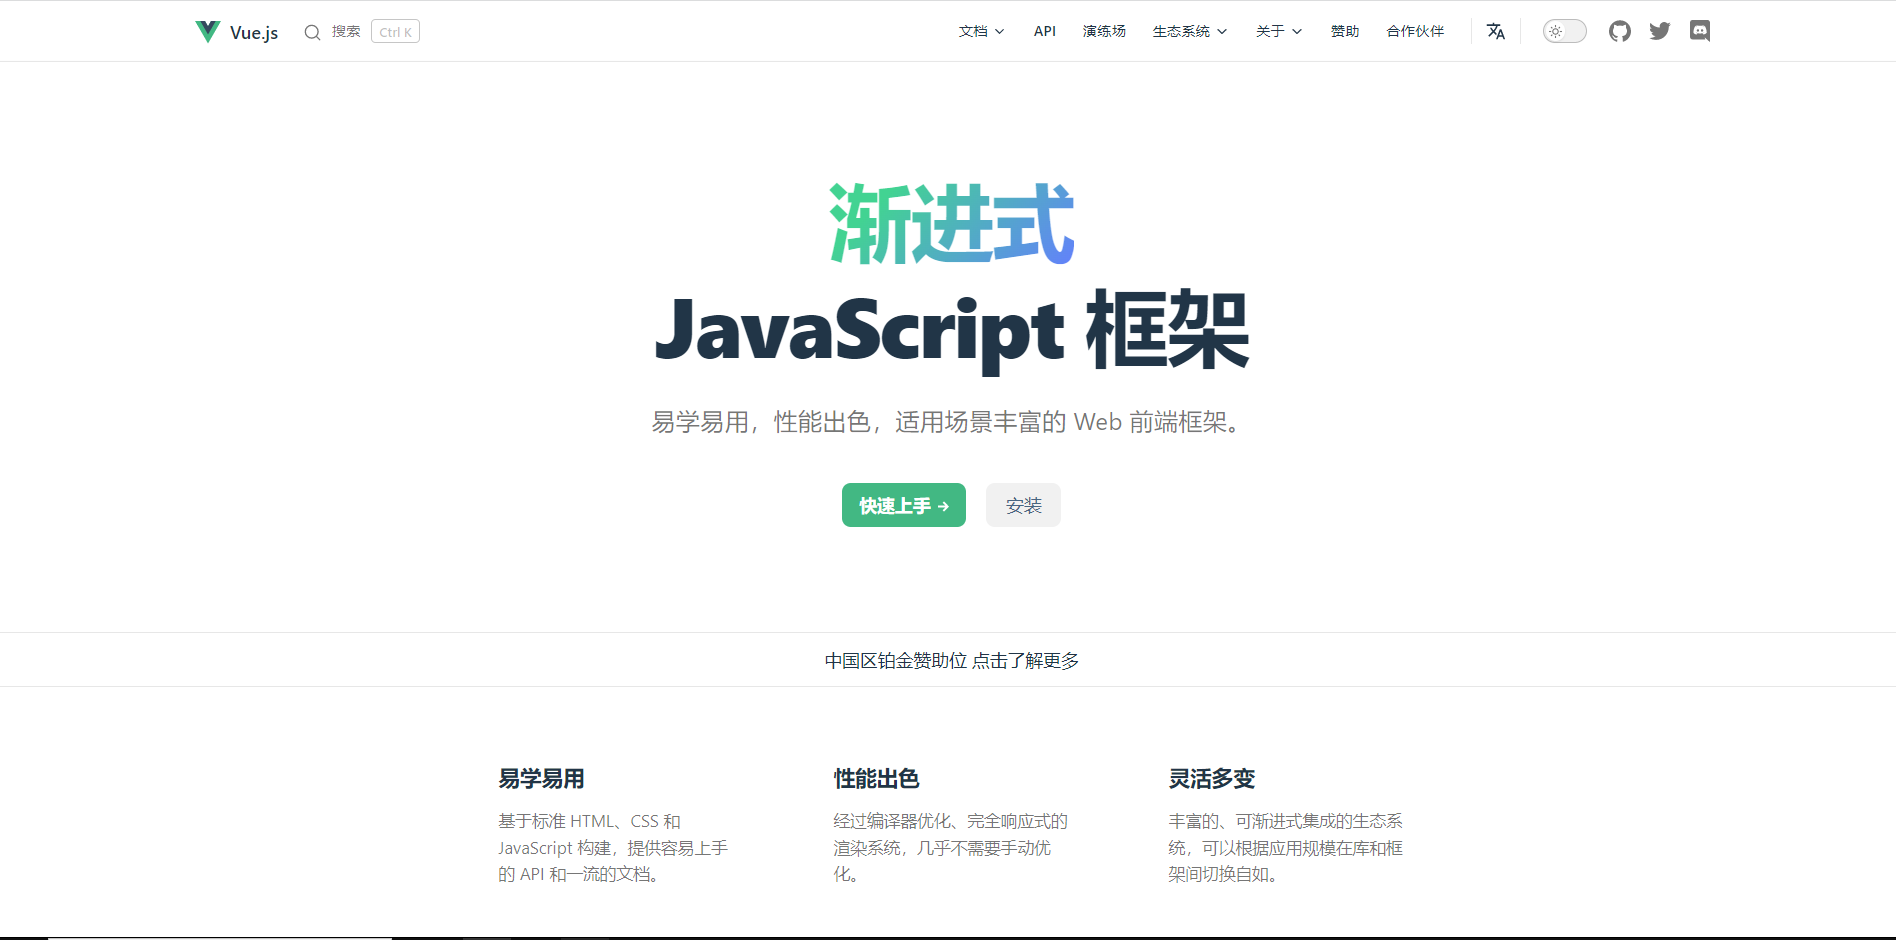 Vue.js 搜索 Ctrl K 文档 API 演练场 生态系统 关于 赞助 合作伙伴
渐进式
JavaScript 框架
易学易用，性能出色，适用场景丰富的 Web 前端框架。
快速上手 → 安装
中国区铂金赞助位 点击了解更多
易学易用
基于标准 HTML、CSS 和
JavaScript 构建，提供容易上手
的 API 和一流的文档。
性能出色
经过编译器优化、完全响应式的
渲染系统，几乎不需要手动优
化。
灵活多变
丰富的、可渐进式集成的生态系
统，可以根据应用规模在库和框
架间切换自如。